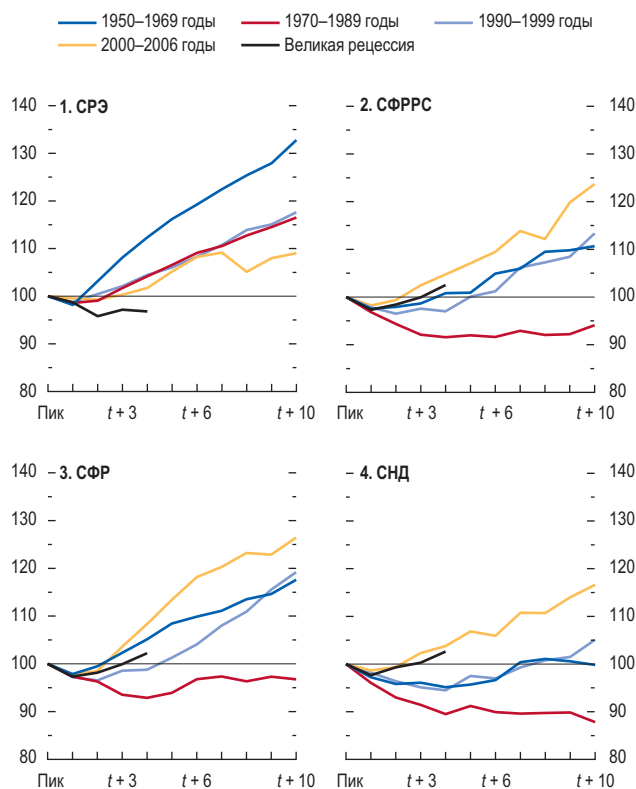 1950–1969 годы 1970–1989 годы 1990–1999 годы
2000–2006 годы Великая рецессия
140 140
1. СРЭ 2. СФРРС
130 130
120 120
110 110
100 100
90 90
80 80
Пик t + 3 t + 6 t + 10 Пик t + 3 t + 6 t + 10
140 140
3. СФР 4. СНД
130 130
120 120
110 110
100 100
90 90
80 80
Пик t + 3 t + 6 t + 10 Пик t + 3 t + 6 t + 10